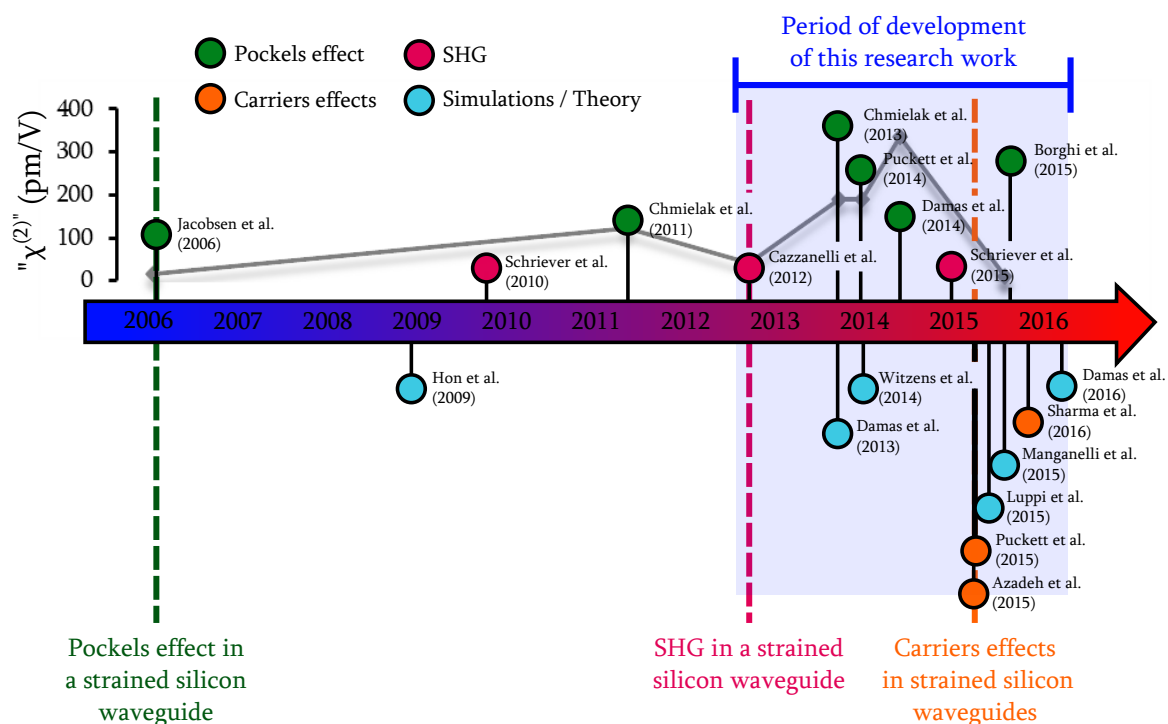 Period of development
of this research work
Pockels effect
SHG
Carriers effects
Simulations / Theory
"χ(2)" (pm/V)
400
300
200
100
0
Jacobsen et al.
(2006)
Schriever et al.
(2010)
Chmielak et al.
(2011)
Cazzanelli et al.
(2012)
Chmielak et al.
(2013)
Puckett et al.
(2014)
Damas et al.
(2014)
Schriever et al.
(2015)
Borghi et al.
(2015)
2006 2007 2008 2009 2010 2011 2012 2013 2014 2015 2016
Hon et al.
(2009)
Witzens et al.
(2014)
Damas et al.
(2013)
Damas et al.
(2016)
Sharma et al.
(2016)
Manganelli et al.
(2015)
Luppi et al.
(2015)
Puckett et al.
(2015)
Azadeh et al.
(2015)
Pockels effect in
a strained silicon
waveguide
SHG in a strained
silicon waveguide
Carriers effects
in strained silicon
waveguides